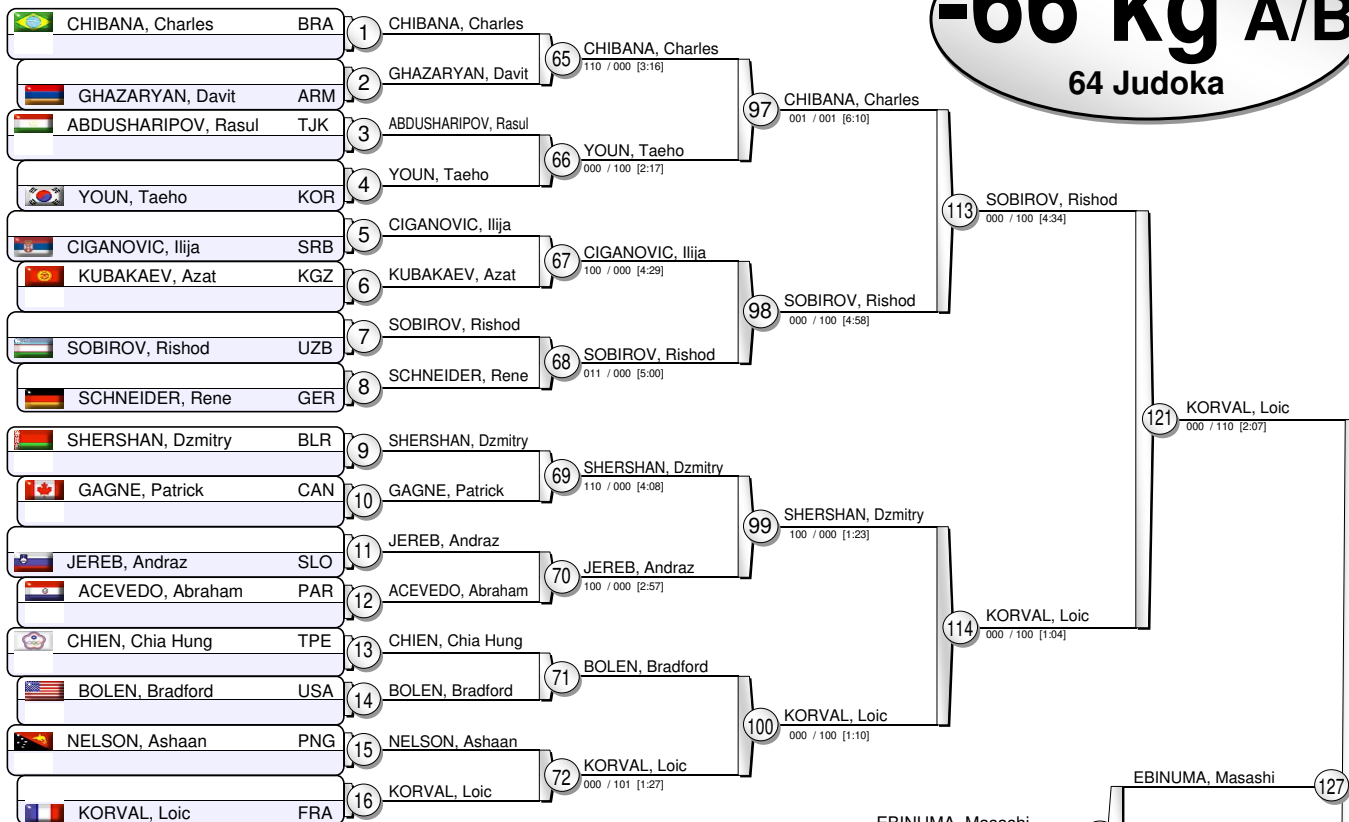 -66 kg A/B
64 Judoka
CHIBANA, Charles BRA
GHAZARYAN, Davit ARM
ABDUSHARIPOV, Rasul TJK
YOUN, Taeho KOR
CIGANOVIC, Ilija SRB
KUBAKAEV, Azat KGZ
SOBIROV, Rishod UZB
SCHNEIDER, Rene GER
SHERSHAN, Dzmitry BLR
GAGNE, Patrick CAN
JEREB, Andraz SLO
ACEVEDO, Abraham PAR
CHIEN, Chia Hung TPE
BOLEN, Bradford USA
NELSON, Ashaan PNG
KORVAL, Loic FRA
1 CHIBANA, Charles
2 GHAZARYAN, Davit
3 ABDUSHARIPOV, Rasul
4 YOUN, Taeho
5 CIGANOVIC, Ilija
6 KUBAKAEV, Azat
7 SOBIROV, Rishod
8 SCHNEIDER, Rene
9 SHERSHAN, Dzmitry
10 GAGNE, Patrick
11 JEREB, Andraz
12 ACEVEDO, Abraham
13 CHIEN, Chia Hung
14 BOLEN, Bradford
15 NELSON, Ashaan
16 KORVAL, Loic
65 CHIBANA, Charles
110 / 000 [3:16]
66 YOUN, Taeho
000 / 100 [2:17]
67 CIGANOVIC, Ilija
100 / 000 [4:29]
68 SOBIROV, Rishod
011 / 000 [5:00]
69 SHERSHAN, Dzmitry
110 / 000 [4:08]
70 JEREB, Andraz
100 / 000 [2:57]
71 BOLEN, Bradford
72 KORVAL, Loic
000 / 101 [1:27]
97 CHIBANA, Charles
001 / 001 [6:10]
98 SOBIROV, Rishod
000 / 100 [4:58]
99 SHERSHAN, Dzmitry
100 / 000 [1:23]
100 KORVAL, Loic
000 / 100 [1:10]
113 SOBIROV, Rishod
000 / 100 [4:34]
114 KORVAL, Loic
000 / 100 [1:04]
121 KORVAL, Loic
000 / 110 [2:07]
EBINUMA, Masashi 127
EBINUMA, Masashi